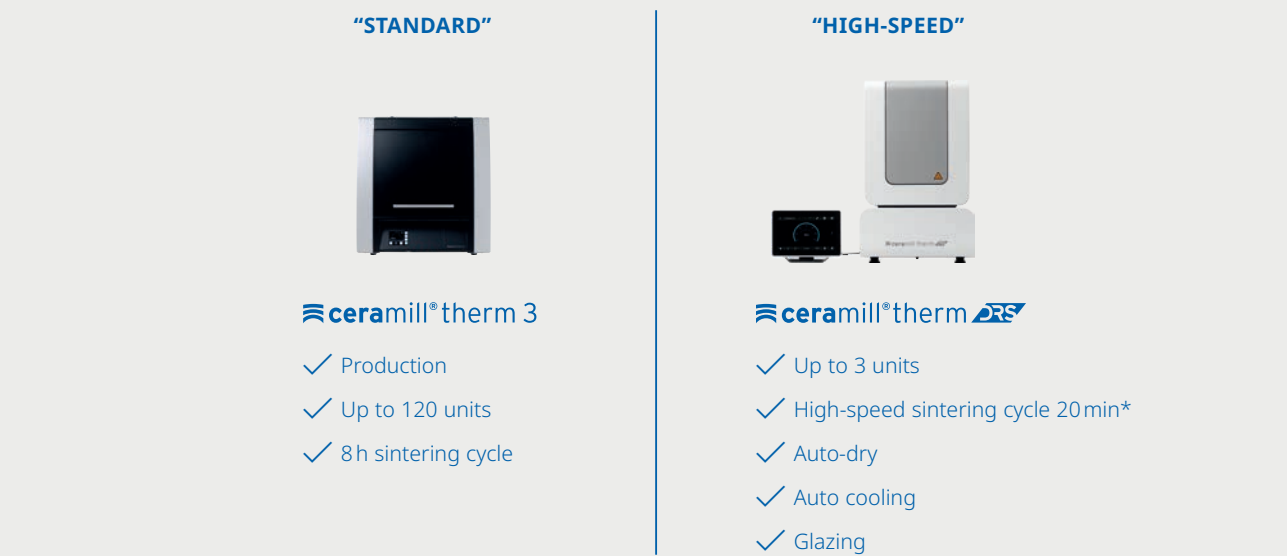 “STANDARD”
ceramill® therm 3
Production
Up to 120 units
8 h sintering cycle
“HIGH-SPEED”
ceramill® therm DRS
Up to 3 units
High-speed sintering cycle 20 min*
Auto-dry
Auto cooling
Glazing